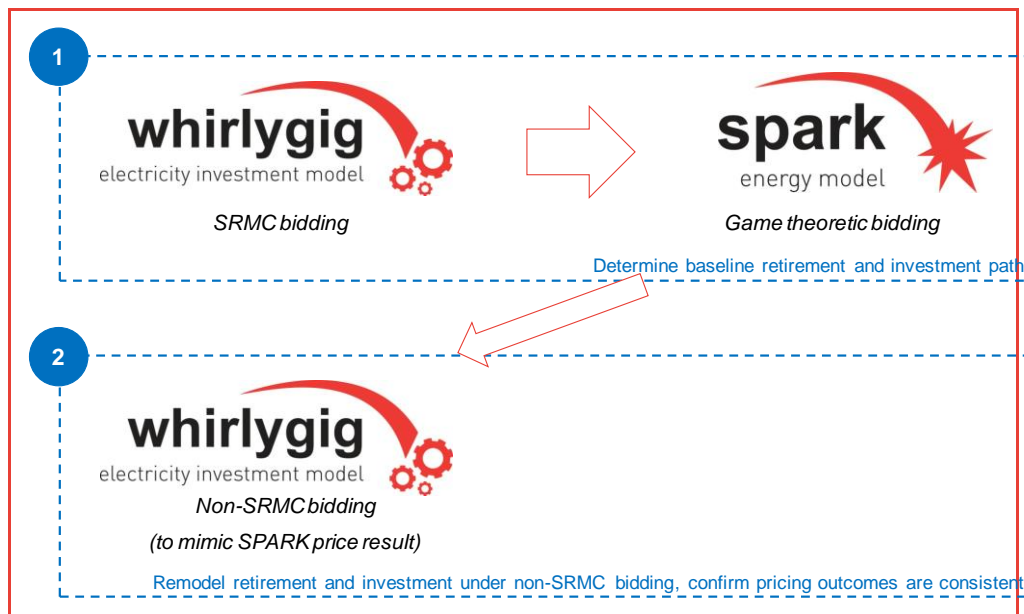 1
whirlygig
electricity investment model
SRMC bidding
spark
energy model
Game theoretic bidding
Determine baseline retirement and investment path
2
whirlygig
electricity investment model
Non-SRMC bidding
(to mimic SPARK price result)
Remodel retirement and investment under non-SRMC bidding, confirm pricing outcomes are consistent